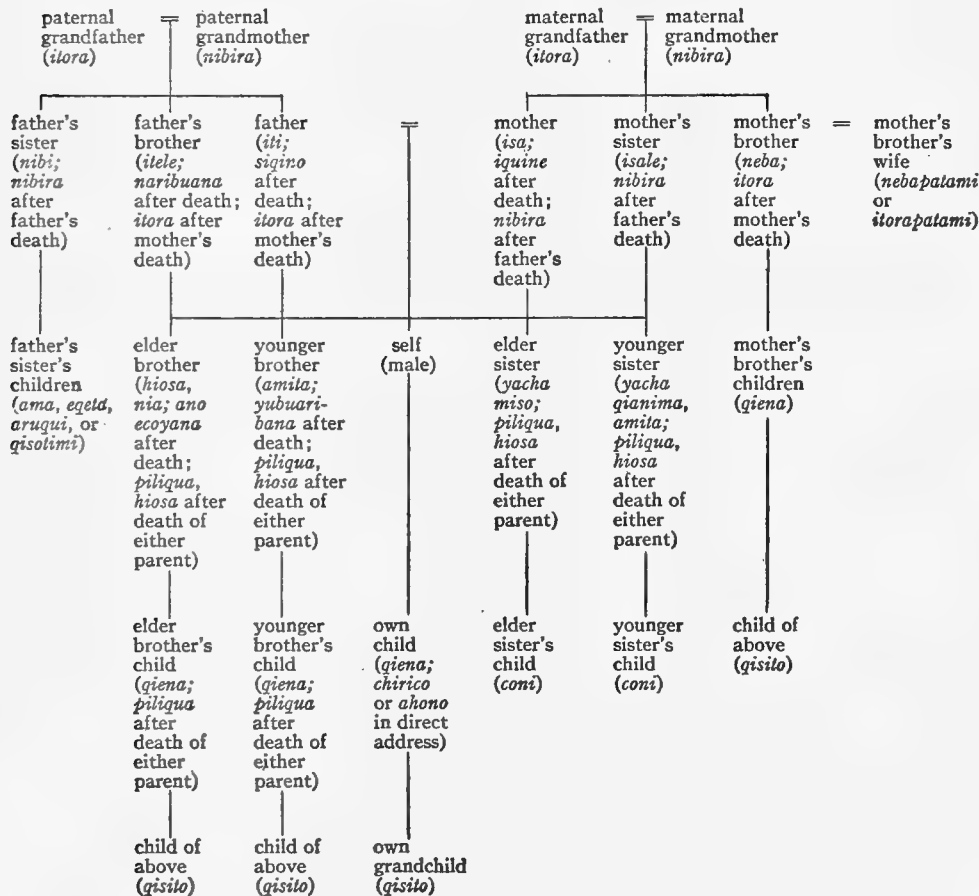 paternal
grandfather
(itora)
=
paternal
grandmother
(nibira)
maternal
grandfather
(itora)
=
maternal
grandmother
(nibira)
father's
sister
(nibi;
nibira
after
father's
death)
father's
brother
(itele;
naribuana
after death;
itora after
mother's
death)
father
(iti;
siqino
after
death;
itora after
mother's
death)
=
mother
(isa;
iquine
after
death;
nibira
after
father's
death)
mother's
sister
(isale;
nibira
after
father's
death)
mother's
brother
(neba;
itora
after
mother's
death)
=
mother's
brother's
wife
(nebapatami
or
itorapatami)
father's
sister's
children
(ama, eqeta,
aruqui, or
qisotimi)
elder
brother
(hiosa,
nia; ano
ecoyana
after
death;
piliqua,
hiosa after
death of
either
parent)
younger
brother
(amita;
yubuari-
bana after
death;
piliqua,
hiosa after
death of
either
parent)
self
(male)
elder
sister
(yacha
miso;
piliqua,
hiosa
after
death of
either
parent)
younger
sister
(yacha
qianima,
amita;
piliqua,
hiosa
after
death of
either
parent)
mother's
brother's
children
(qiena)
elder
brother's
child
(qiena;
piliqua
after
death of
either
parent)
younger
brother's
child
(qiena;
piliqua
after
death of
either
parent)
own
child
(qiena;
chirico
or ahono
in direct
address)
elder
sister's
child
(coni)
younger
sister's
child
(coni)
child of
above
(qisito)
child of
above
(qisito)
child of
above
(qisito)
own
grandchild
(qisito)